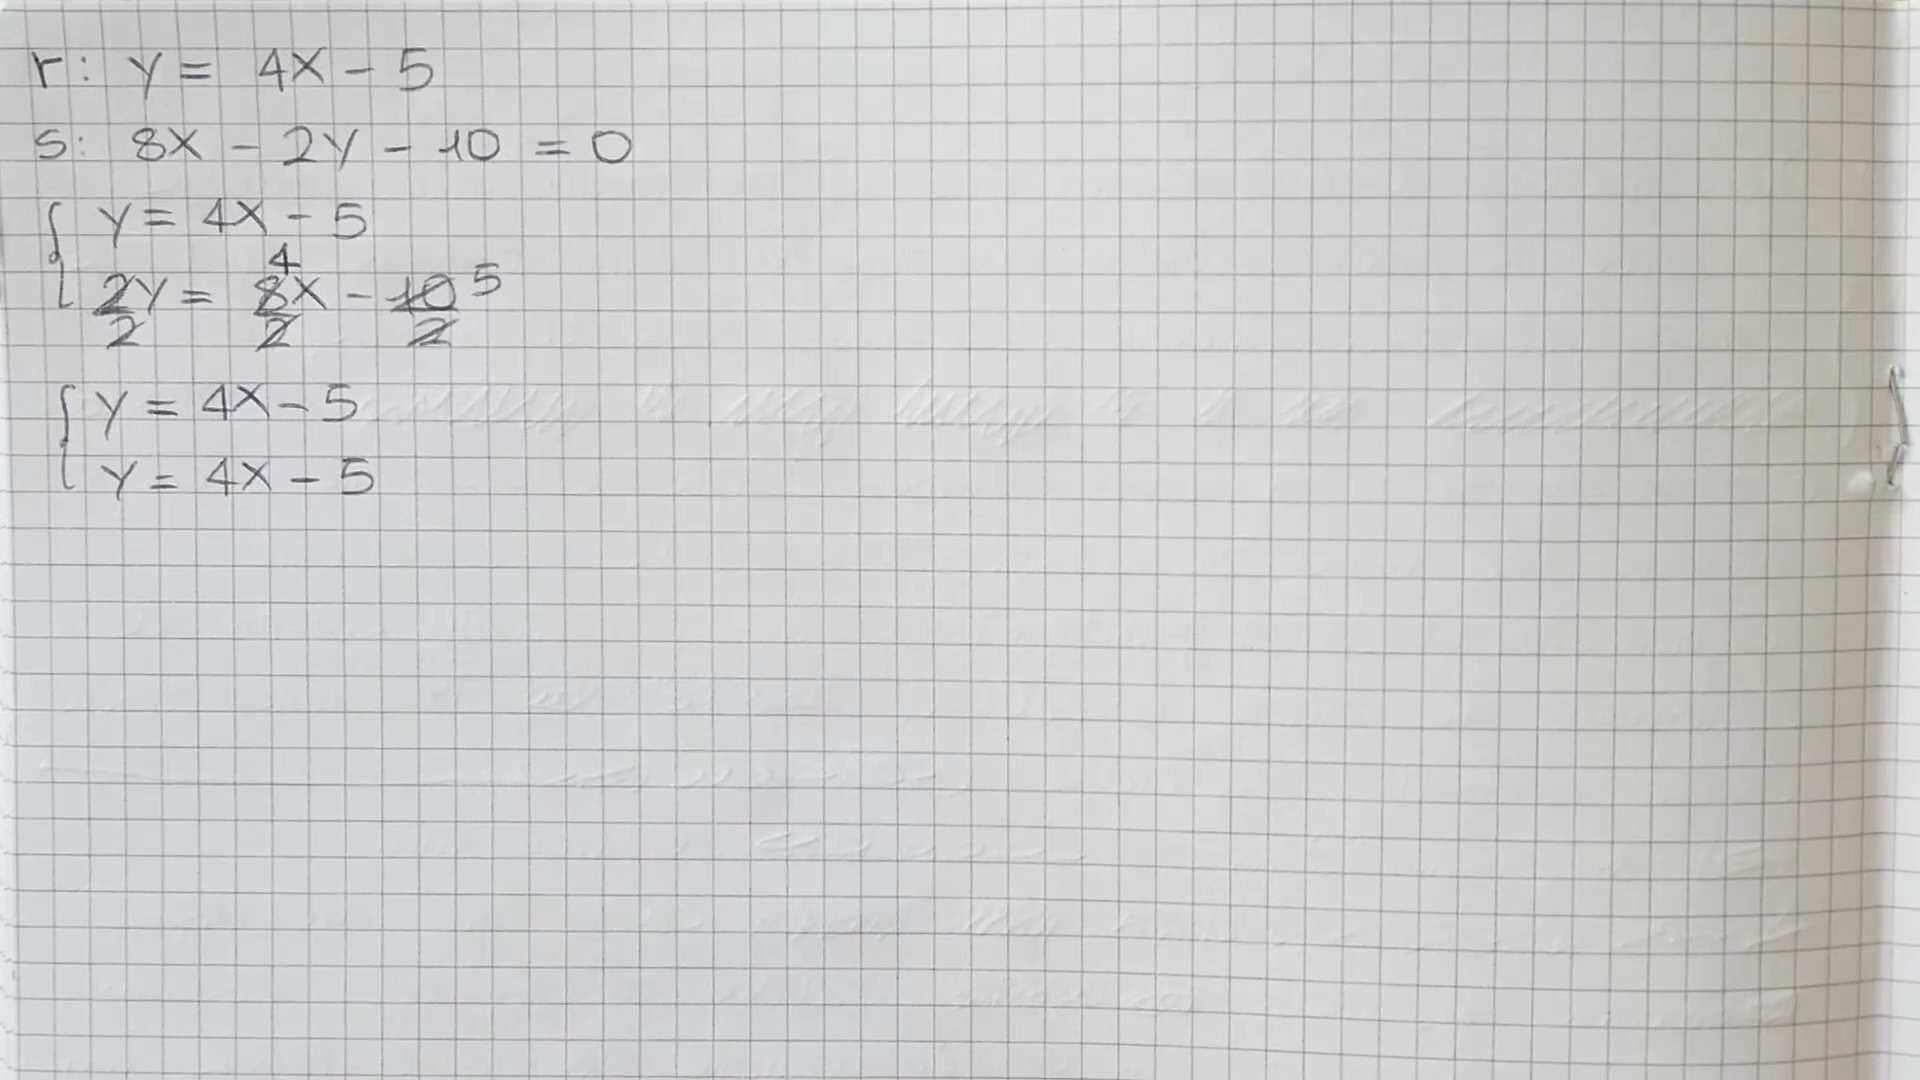 r: y = 4x - 5
s: 8x - 2y - 10 = 0
{ y = 4x - 5
4
2y = 8x - 10 5
2 2 2
{ y = 4x - 5
y = 4x - 5